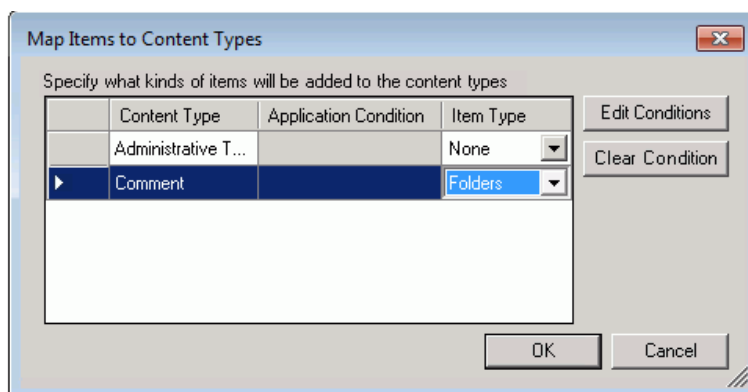 Map Items to Content Types
Specify what kinds of items will be added to the content types
Content Type Application Condition Item Type
Administrative T... None
Comment Folders
Edit Conditions
Clear Condition
OK Cancel